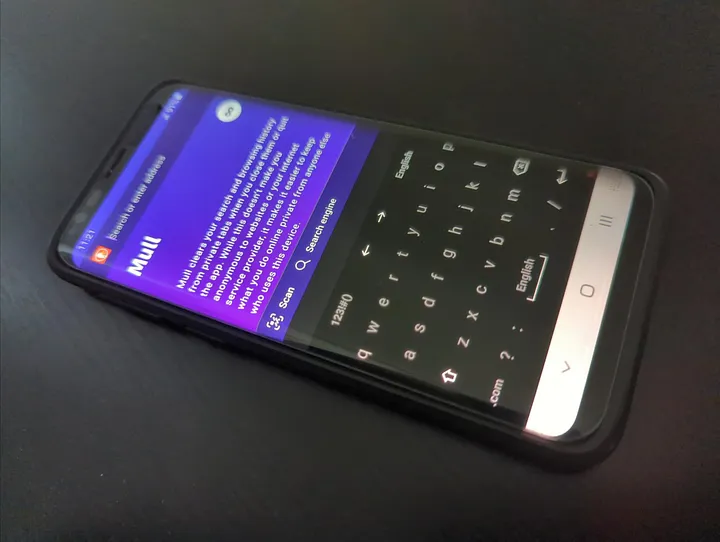 11:21
Search or enter address
Mull
Mull clears your search and browsing history
from private tabs when you close them or quit
the app. While this doesn't make you
anonymous to websites or your internet
service provider, it makes it easier to keep
what you do online private from anyone else
who uses this device.
Scan Search engine
123!#() ← → English
q w e r t y u i o p
a s d f g h j k l
z x c v b n m
.com ? : English . /